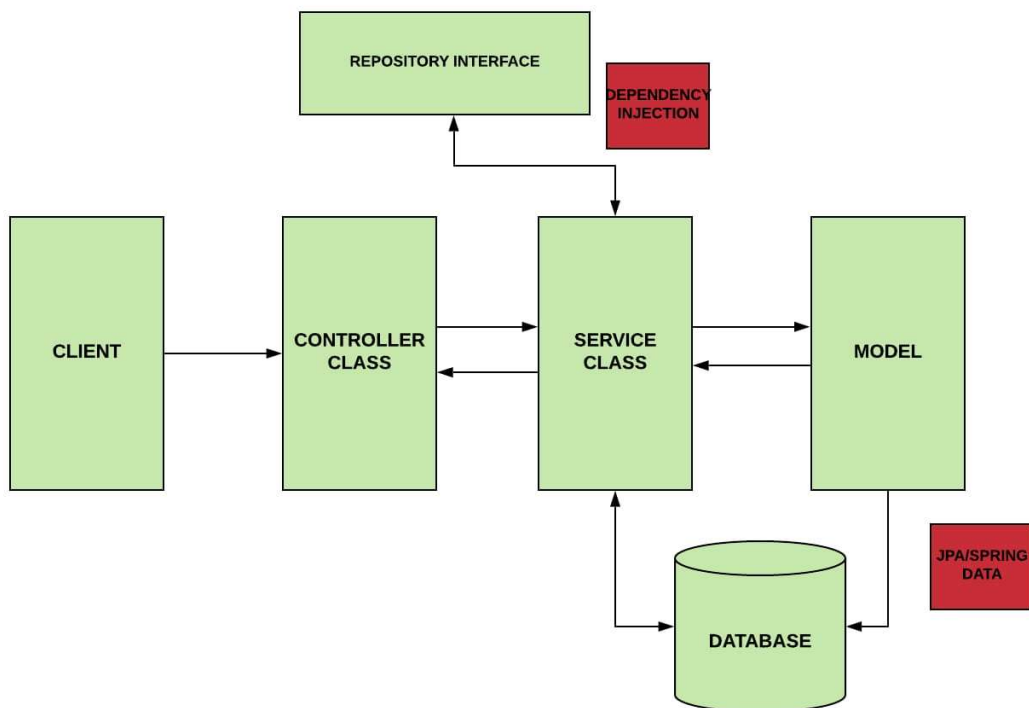 REPOSITORY INTERFACE
DEPENDENCY
INJECTION
CLIENT
CONTROLLER
CLASS
SERVICE
CLASS
MODEL
JPA/SPRING
DATA
DATABASE